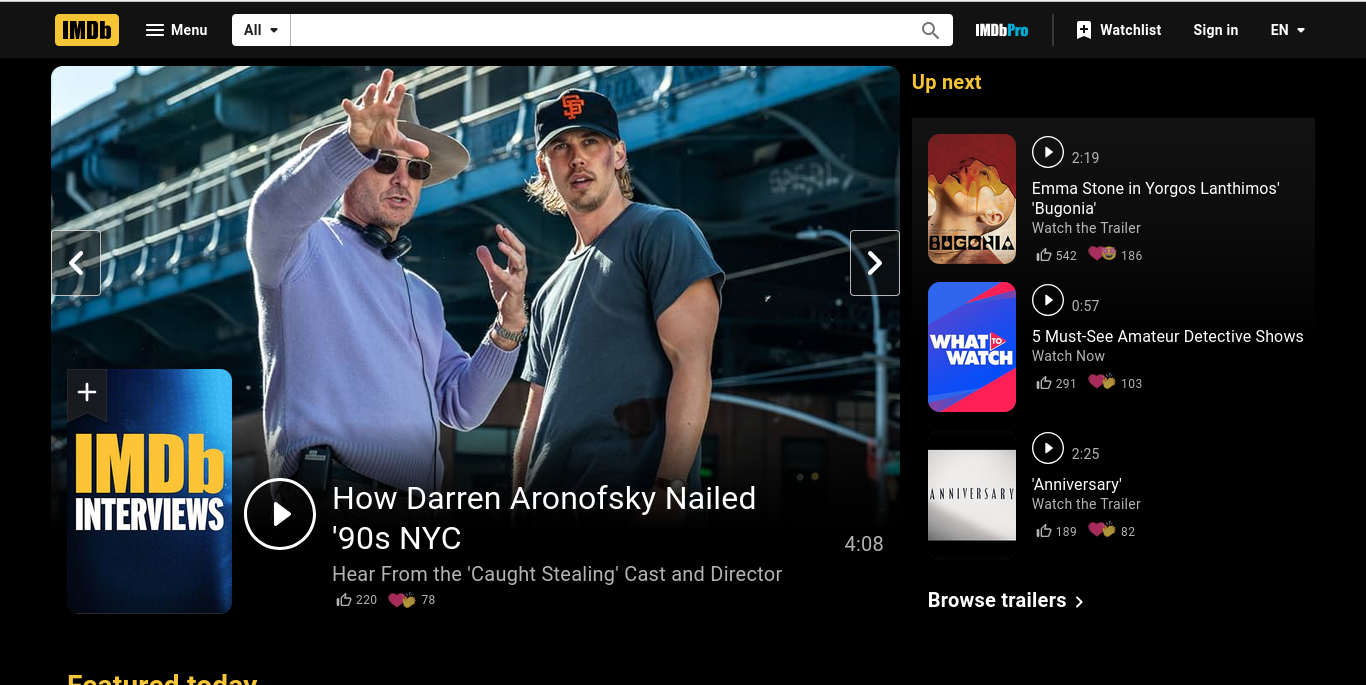 IMDb
Menu
All
IMDbPro
Watchlist
Sign in
EN
SF
IMDb
INTERVIEWS
How Darren Aronofsky Nailed
'90s NYC
4:08
Hear From the 'Caught Stealing' Cast and Director
220
78
Up next
BUGONIA
2:19
Emma Stone in Yorgos Lanthimos'
'Bugonia'
Watch the Trailer
542
186
WHAT TO
WATCH
0:57
5 Must-See Amateur Detective Shows
Watch Now
291
103
ANNIVERSARY
2:25
'Anniversary'
Watch the Trailer
189
82
Browse trailers
Featured today